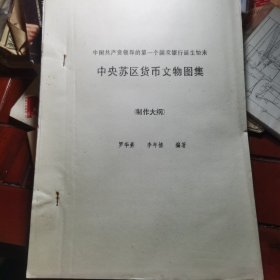 中国共产党领导的第一个国家银行诞生始末
中央苏区货币文物图集
(制作大纲)
罗华素 李年椿 编著